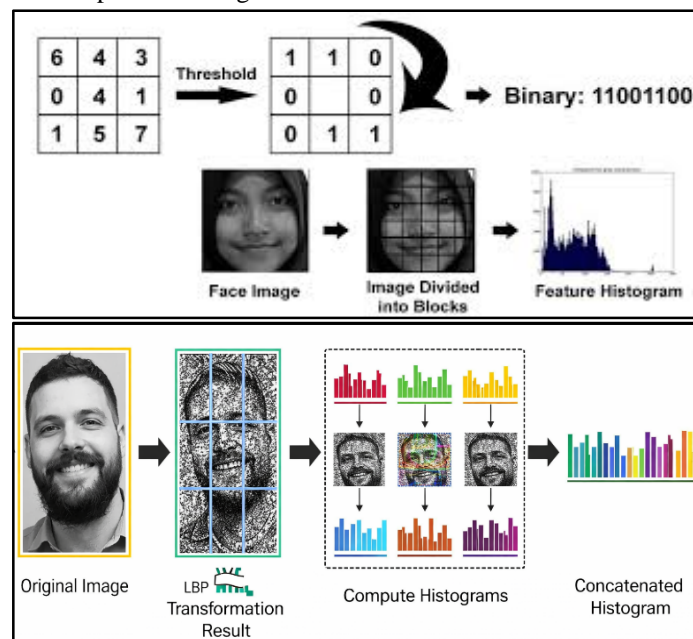 6 4 3
0 4 1
1 5 7
Threshold
1 1 0
0 0
0 1 1
Binary: 11001100
Face Image
Image Divided
into Blocks
Feature Histogram
Original Image
LBP
Transformation
Result
Compute Histograms
Concatenated
Histogram